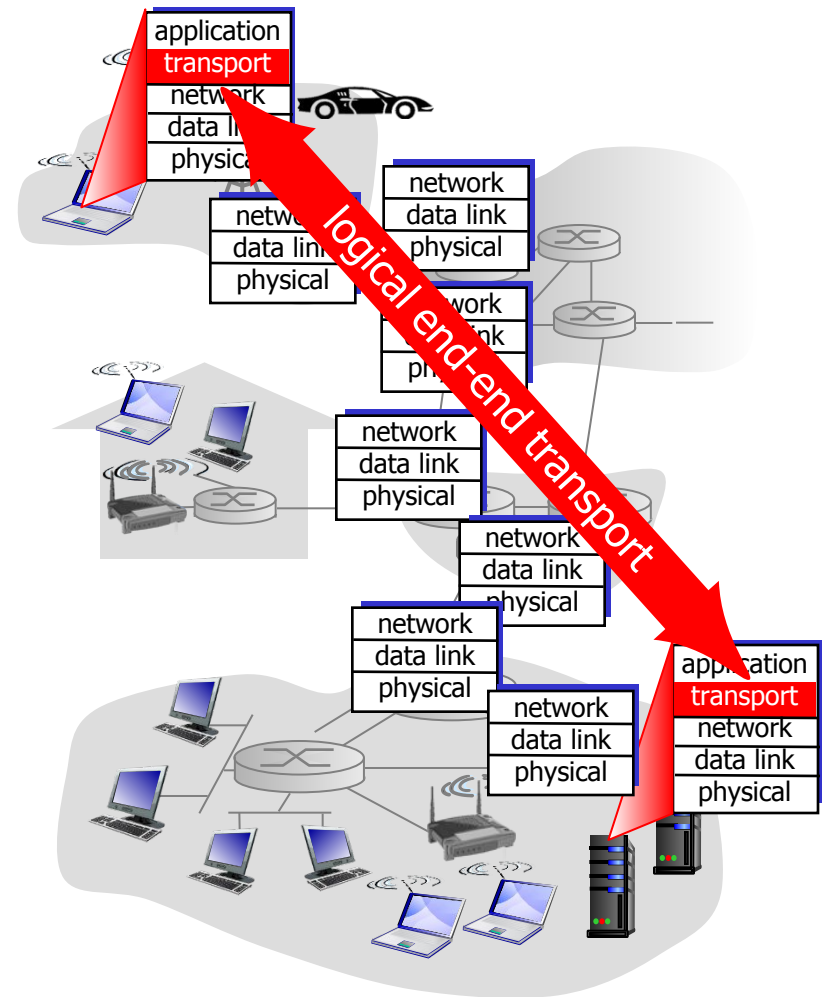 application
transport
network
data link
physical
network
data link
physical
network
data link
physical
network
logical end-end transport
network
data link
physical
network
data link
physical
network
data link
physical
network
data link
physical
application
transport
network
data link
physical